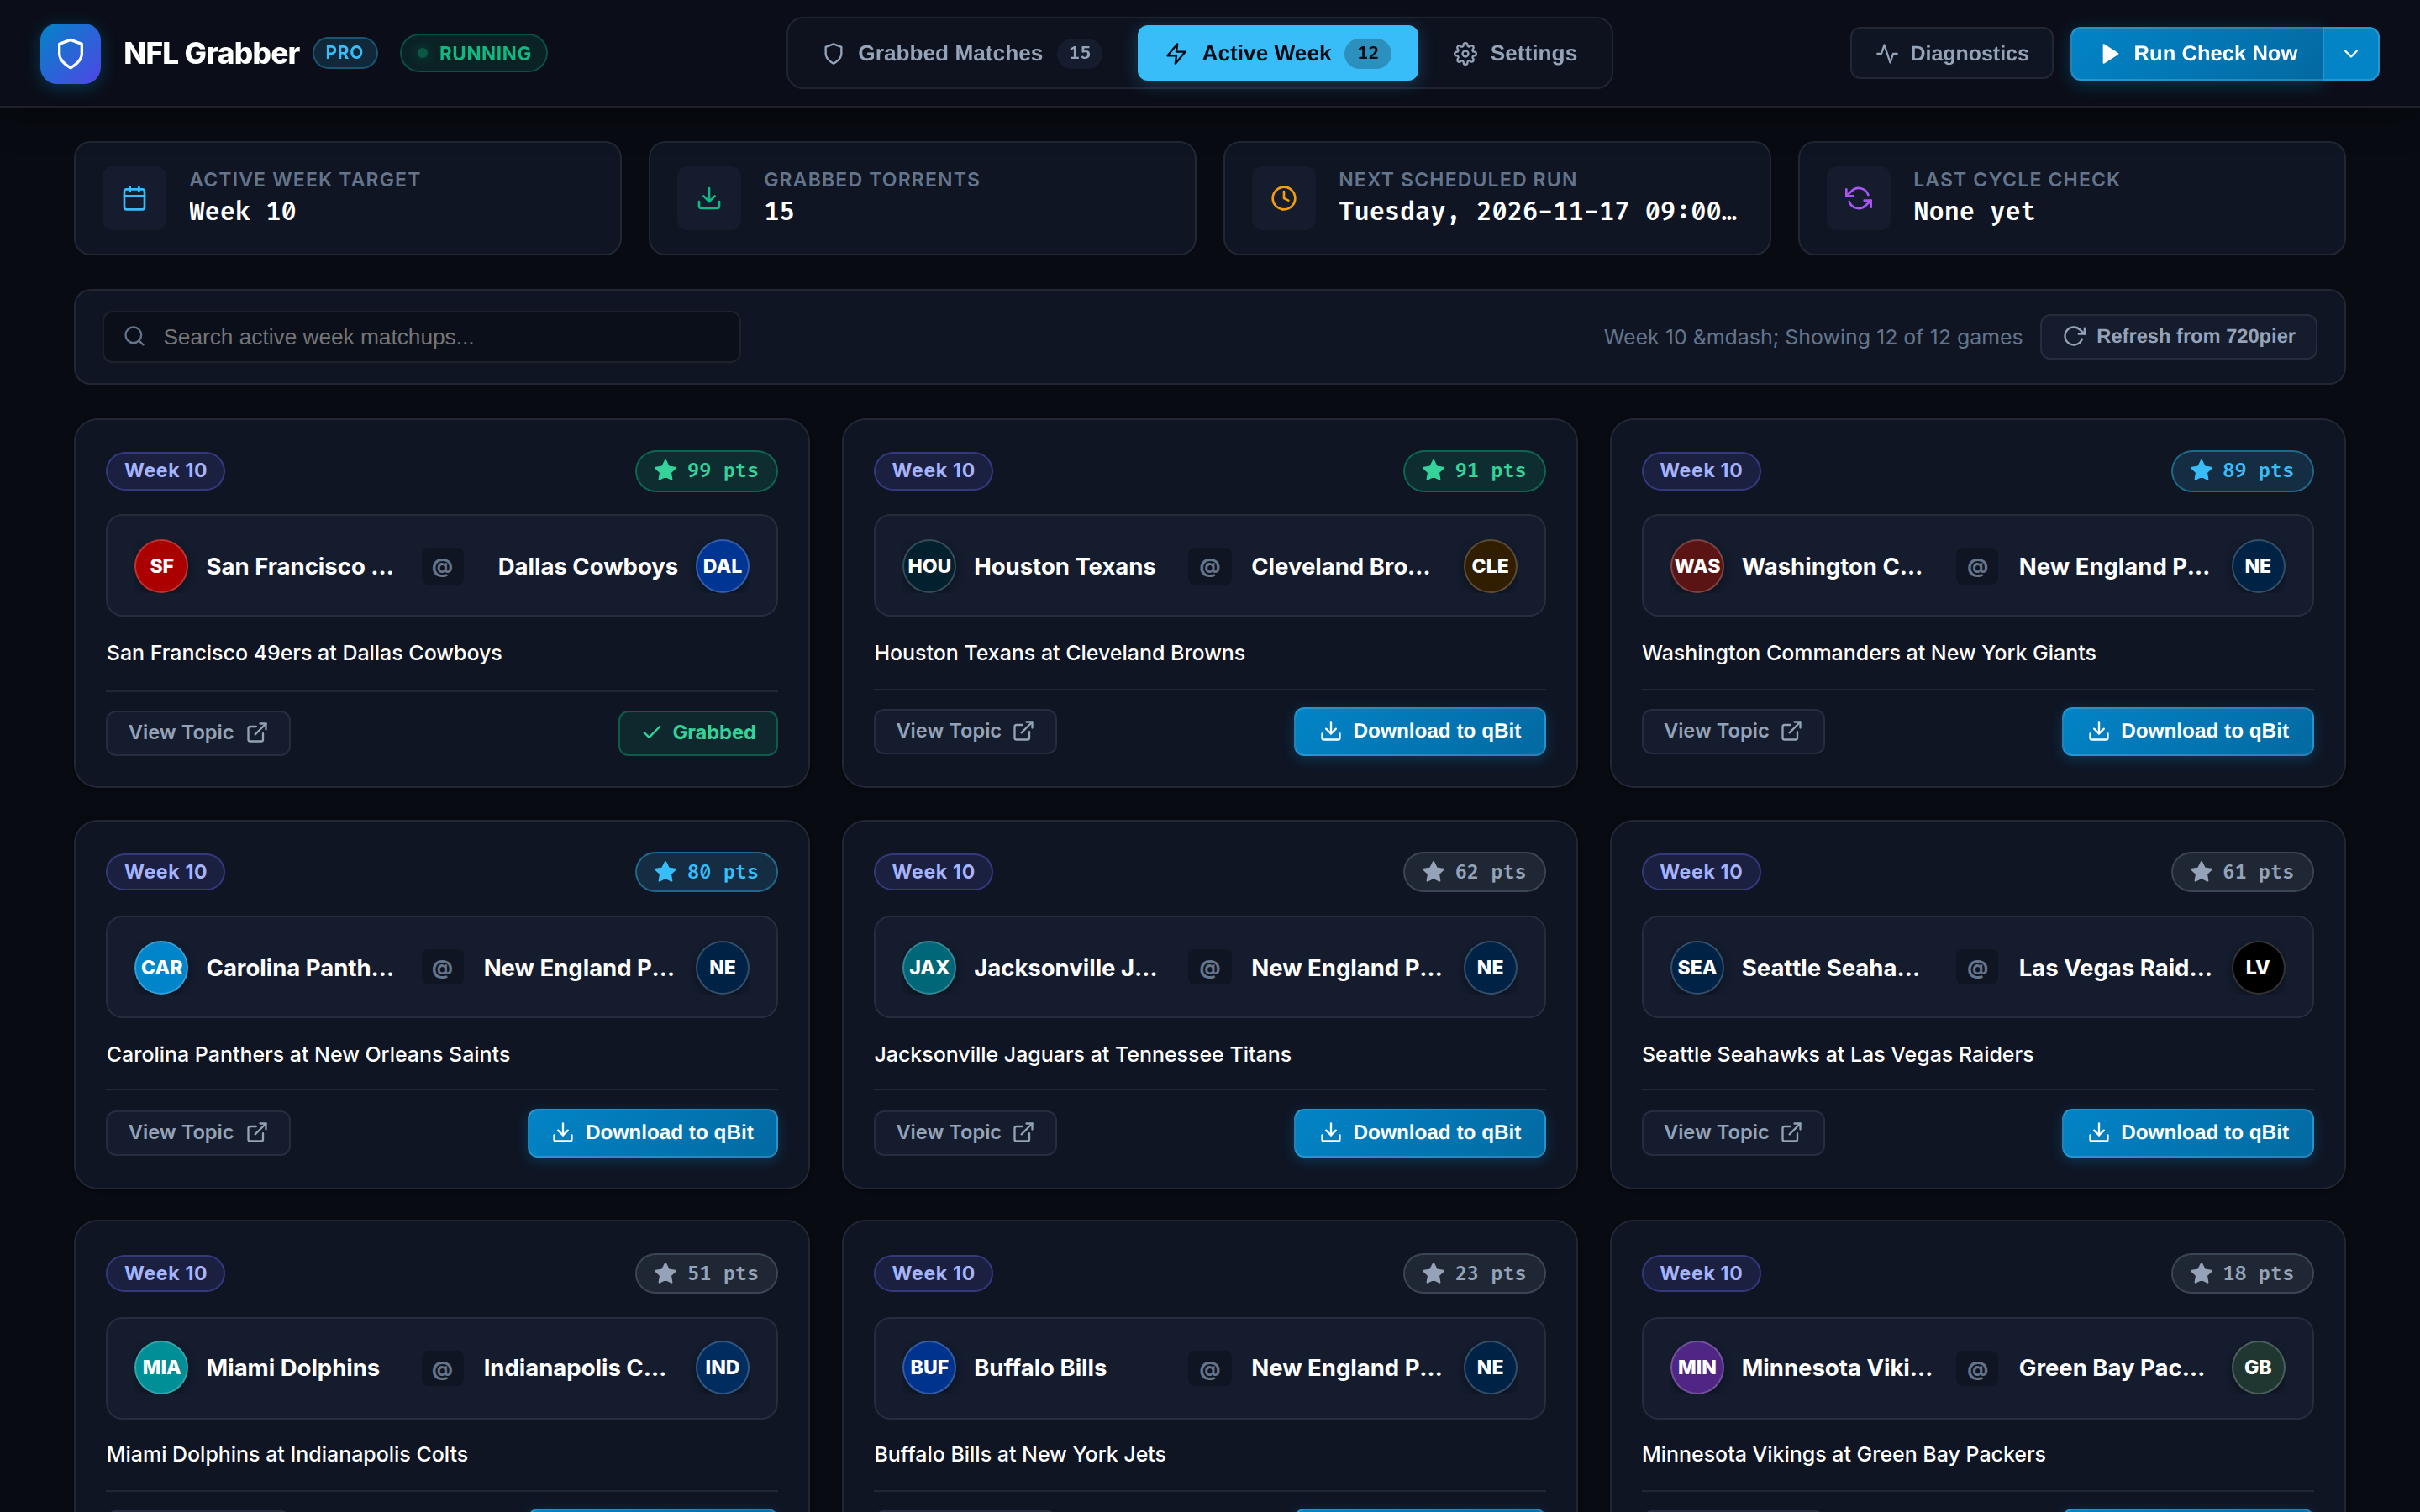 NFL Grabber PRO RUNNING
Grabbed Matches 15
Active Week 12
Settings
Diagnostics
Run Check Now
ACTIVE WEEK TARGET
Week 10
GRABBED TORRENTS
15
NEXT SCHEDULED RUN
Tuesday, 2026-11-17 09:00…
LAST CYCLE CHECK
None yet
Search active week matchups...
Week 10 &mdash; Showing 12 of 12 games
Refresh from 720pier
Week 10 99 pts
SF San Francisco … @ Dallas Cowboys DAL
San Francisco 49ers at Dallas Cowboys
View Topic Grabbed
Week 10 91 pts
HOU Houston Texans @ Cleveland Bro… CLE
Houston Texans at Cleveland Browns
View Topic Download to qBit
Week 10 89 pts
WAS Washington C… @ New England P… NE
Washington Commanders at New York Giants
View Topic Download to qBit
Week 10 80 pts
CAR Carolina Panth… @ New England P… NE
Carolina Panthers at New Orleans Saints
View Topic Download to qBit
Week 10 62 pts
JAX Jacksonville J… @ New England P… NE
Jacksonville Jaguars at Tennessee Titans
View Topic Download to qBit
Week 10 61 pts
SEA Seattle Seaha… @ Las Vegas Raid… LV
Seattle Seahawks at Las Vegas Raiders
View Topic Download to qBit
Week 10 51 pts
MIA Miami Dolphins @ Indianapolis C… IND
Miami Dolphins at Indianapolis Colts
Week 10 23 pts
BUF Buffalo Bills @ New England P… NE
Buffalo Bills at New York Jets
Week 10 18 pts
MIN Minnesota Viki… @ Green Bay Pac… GB
Minnesota Vikings at Green Bay Packers